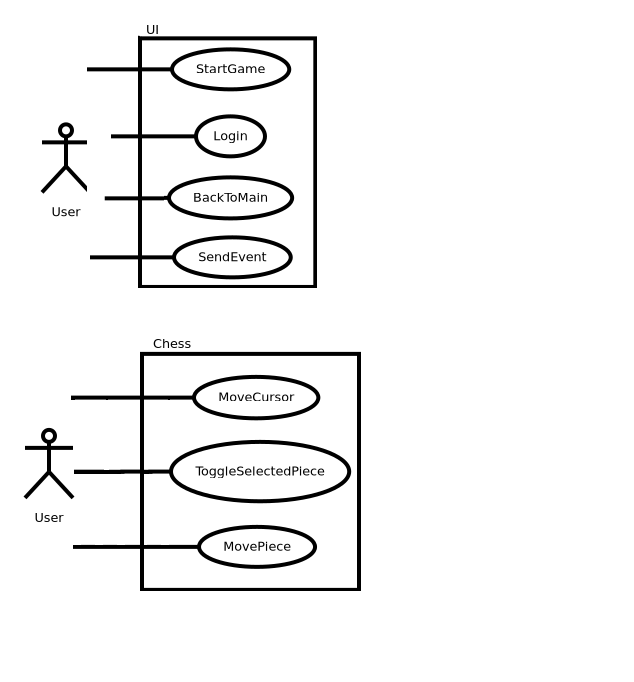 UI
StartGame
Login
BackToMain
User
SendEvent
Chess
MoveCursor
ToggleSelectedPiece
User
MovePiece